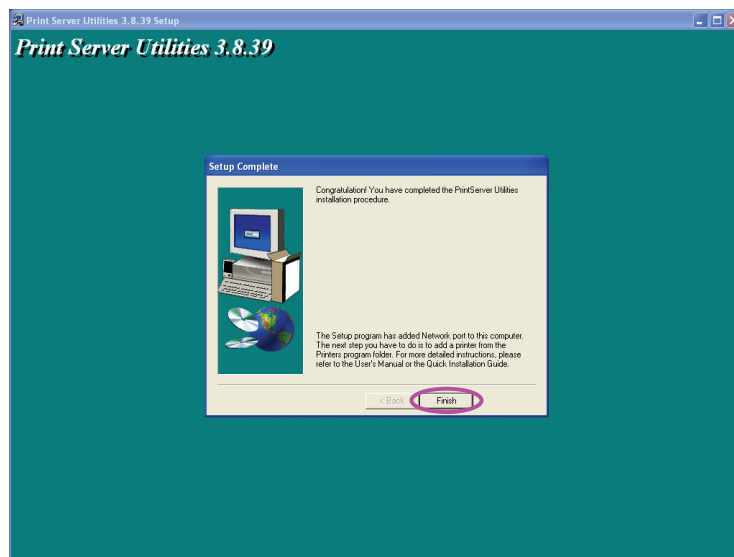 Print Server Utilities 3.8.39 Setup
Print Server Utilities 3.8.39
Setup Complete
Congratulation! You have completed the PrintServer Utilities
installation procedure.
The Setup program has added Network port to this computer.
The next step you have to do is to add a printer from the
Printers program folder. For more detailed instructions, please
refer to the User's Manual or the Quick Installation Guide.
< Back
Finish